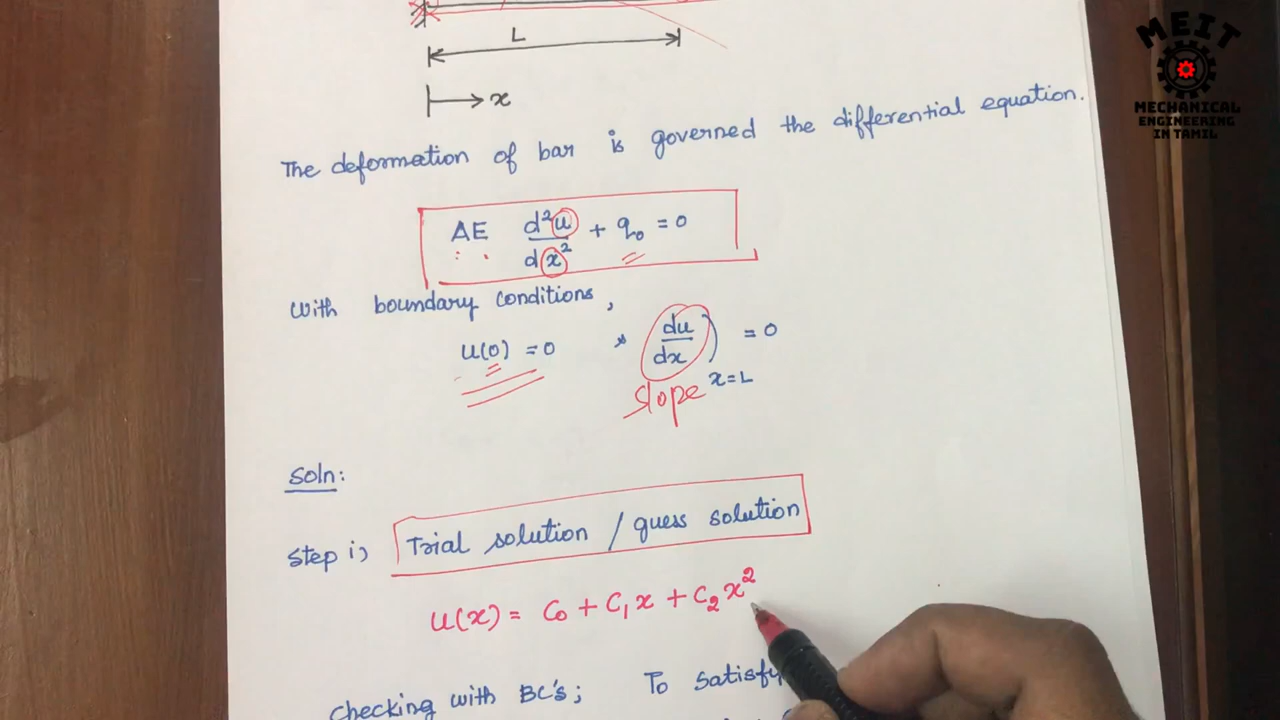 L
x
MEIT
MECHANICAL
ENGINEERING
IN TAMIL
The deformation of bar is governed the differential equation.
AE d²u/dx² + q₀ = 0
With boundary conditions,
u(0) = 0 du/dx) x=L = 0
slope
Soln:
Step i, Trial solution / guess solution
u(x) = C₀ + C₁x + C₂x²
checking with BC's; To satisfy